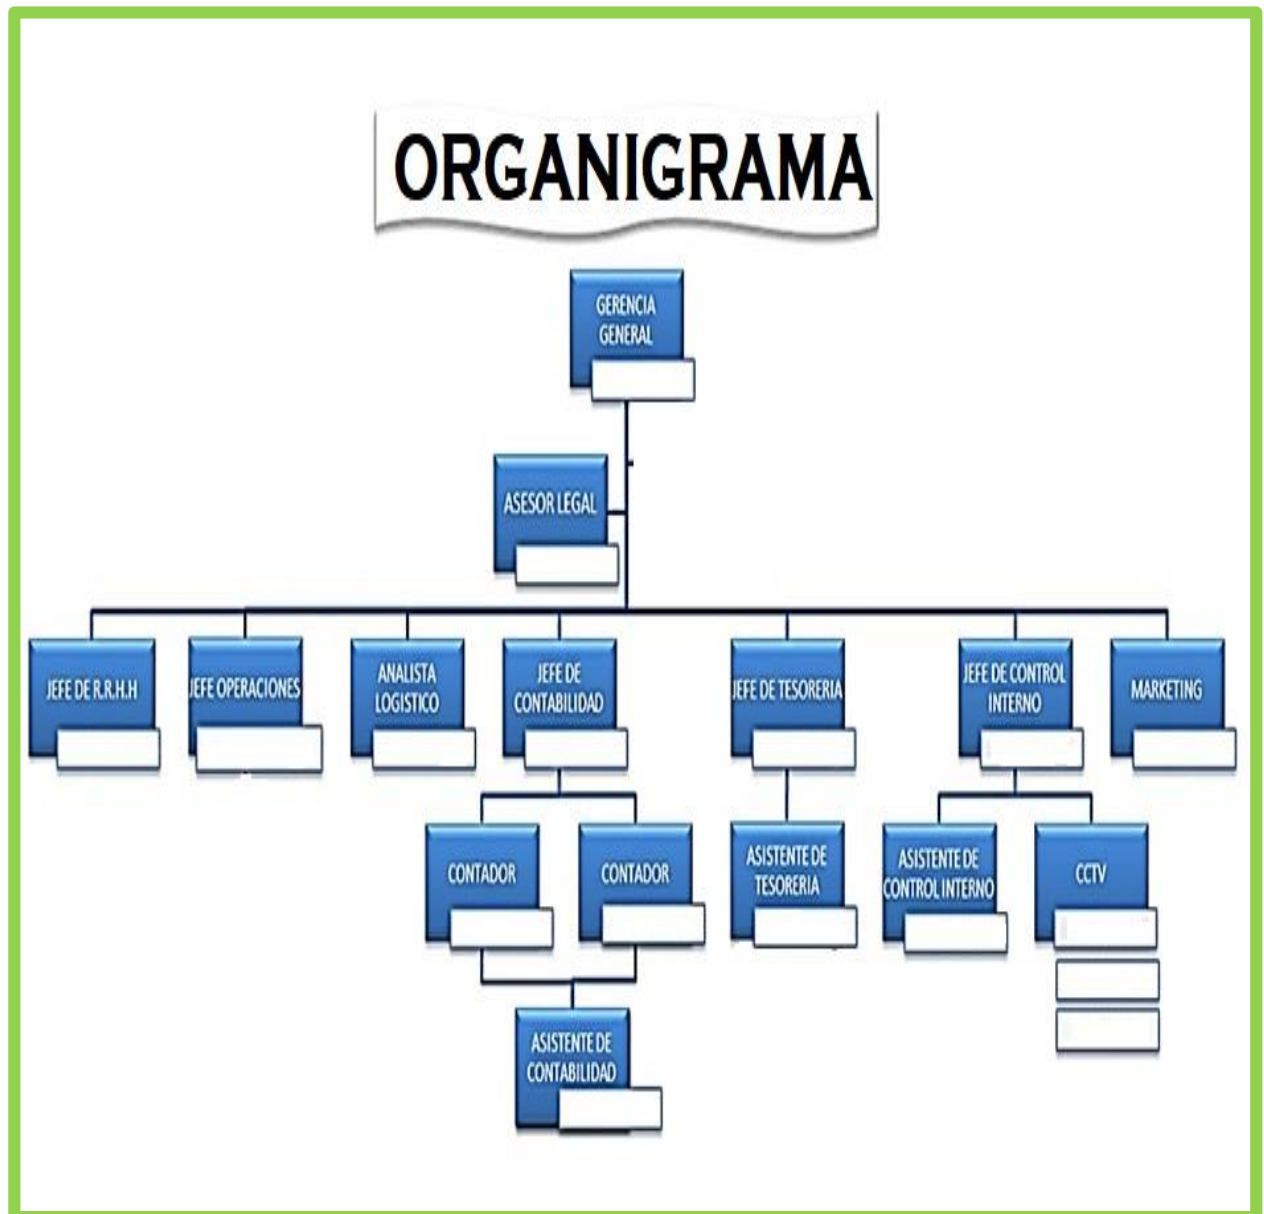 ORGANIGRAMA
GERENCIA
GENERAL
ASESOR LEGAL
JEFE DE R.R.H.H
JEFE OPERACIONES
ANALISTA
LOGISTICO
JEFE DE
CONTABILIDAD
JEFE DE TESORERIA
JEFE DE CONTROL
INTERNO
MARKETING
CONTADOR
CONTADOR
ASISTENTE DE
TESORERIA
ASISTENTE DE
CONTROL INTERNO
CCTV
ASISTENTE DE
CONTABILIDAD